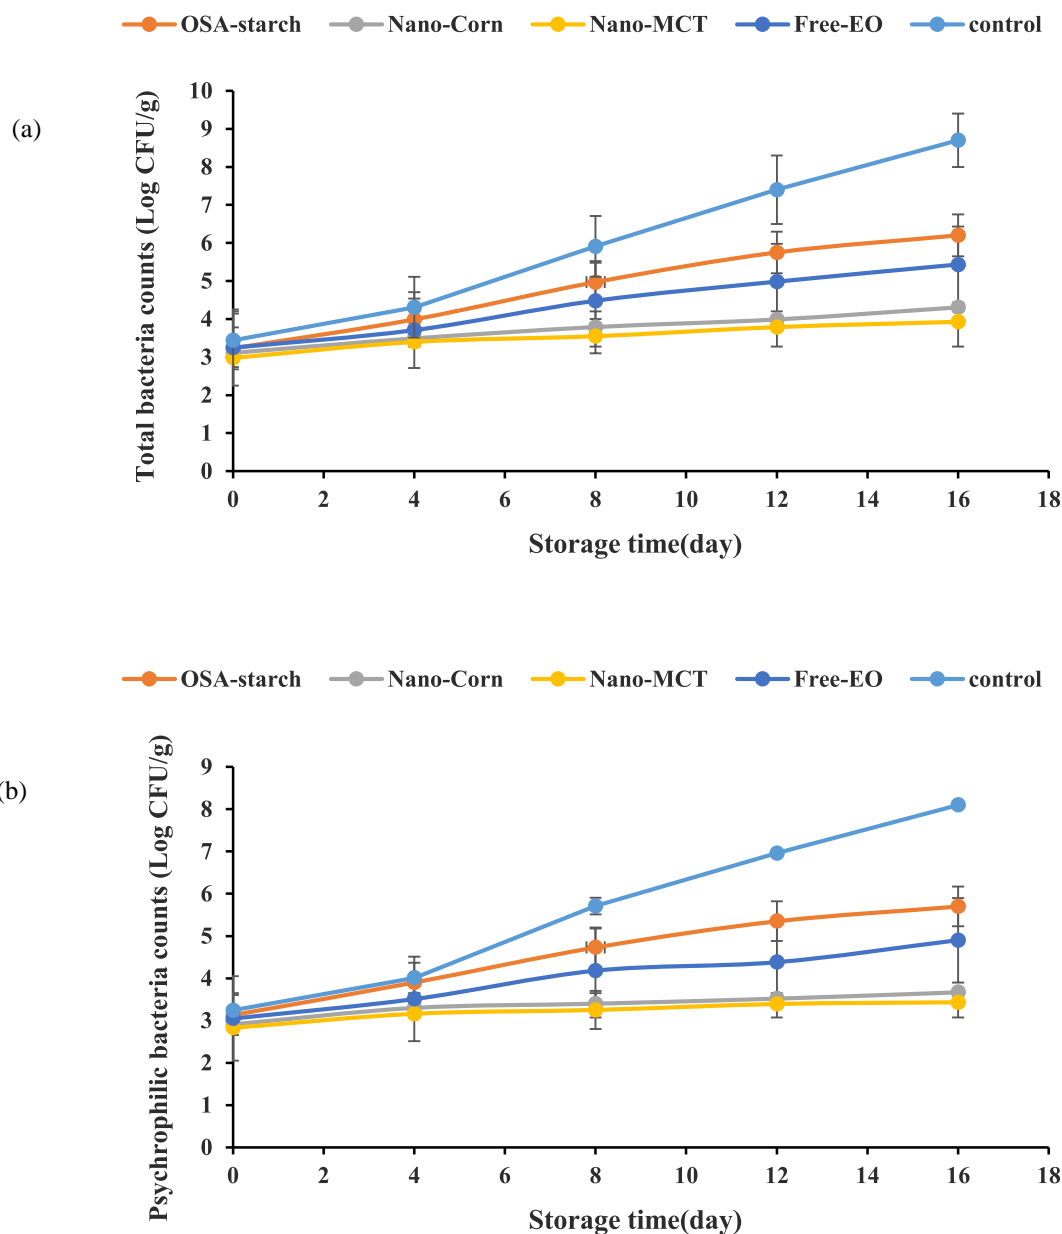 OSA-starch Nano-Corn Nano-MCT Free-EO control
(a)
Total bacteria counts (Log CFU/g)
10
9
8
7
6
5
4
3
2
1
0
0 2 4 6 8 10 12 14 16 18
Storage time(day)
OSA-starch Nano-Corn Nano-MCT Free-EO control
(b)
Psychrophilic bacteria counts (Log CFU/g)
9
8
7
6
5
4
3
2
1
0
0 2 4 6 8 10 12 14 16 18
Storage time(day)